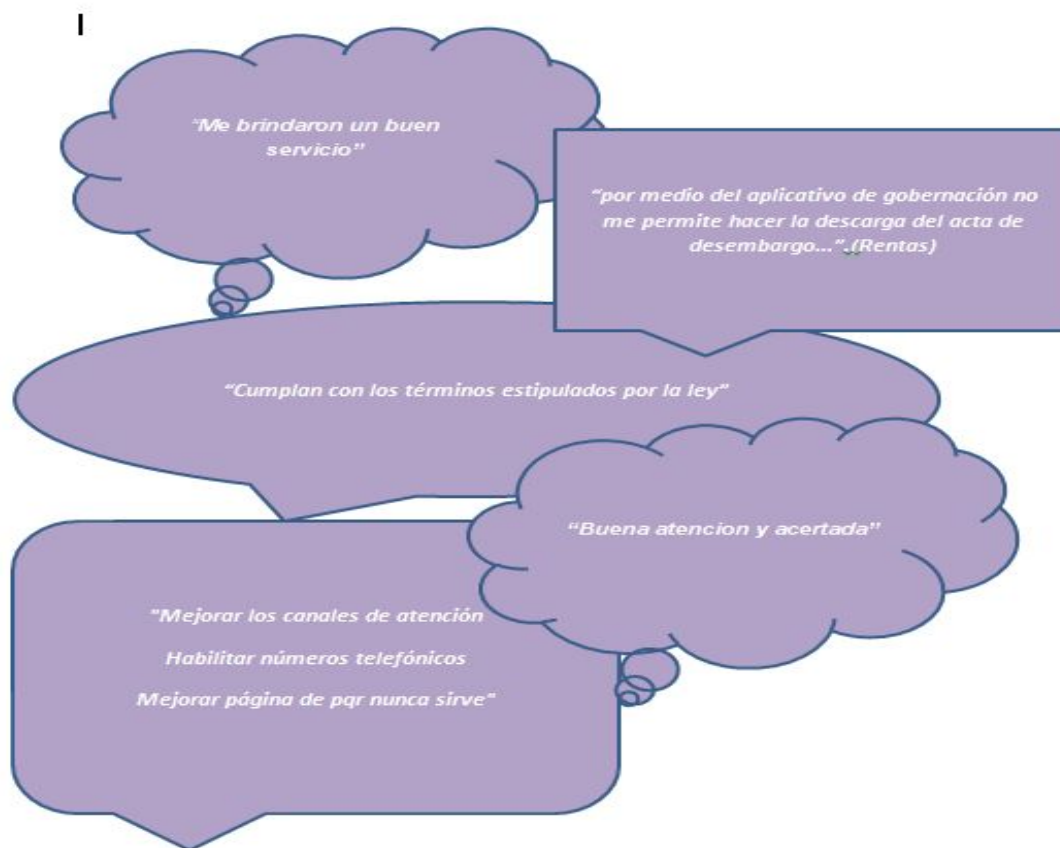 I
"Me brindaron un buen
servicio"
"por medio del aplicativo de gobernación no
me permite hacer la descarga del acta de
desembargo...".(Rentas)
"Cumplan con los términos estipulados por la ley"
"Buena atencion y acertada"
"Mejorar los canales de atención
Habilitar números telefónicos
Mejorar página de pqr nunca sirve"